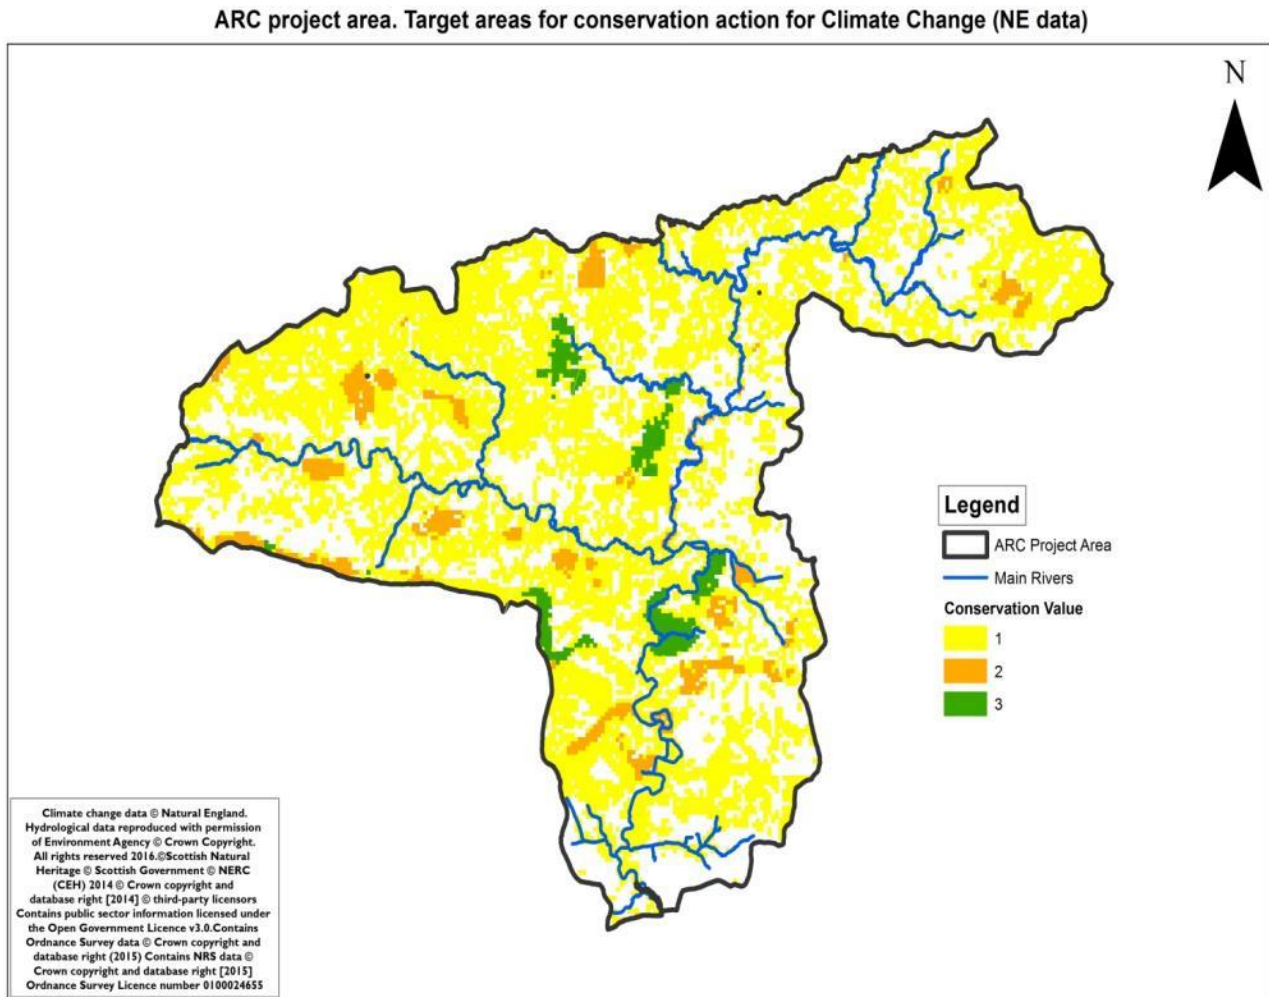 ARC project area. Target areas for conservation action for Climate Change (NE data)
N
Legend
ARC Project Area
Main Rivers
Conservation Value
1
2
3
Climate change data © Natural England.
Hydrological data reproduced with permission
of Environment Agency © Crown Copyright.
All rights reserved 2016.©Scottish Natural
Heritage © Scottish Government © NERC
(CEH) 2014 © Crown copyright and
database right [2014] © third-party licensors
Contains public sector information licensed under
the Open Government Licence v3.0.Contains
Ordnance Survey data © Crown copyright and
database right (2015) Contains NRS data ©
Crown copyright and database right [2015]
Ordnance Survey Licence number 0100024655